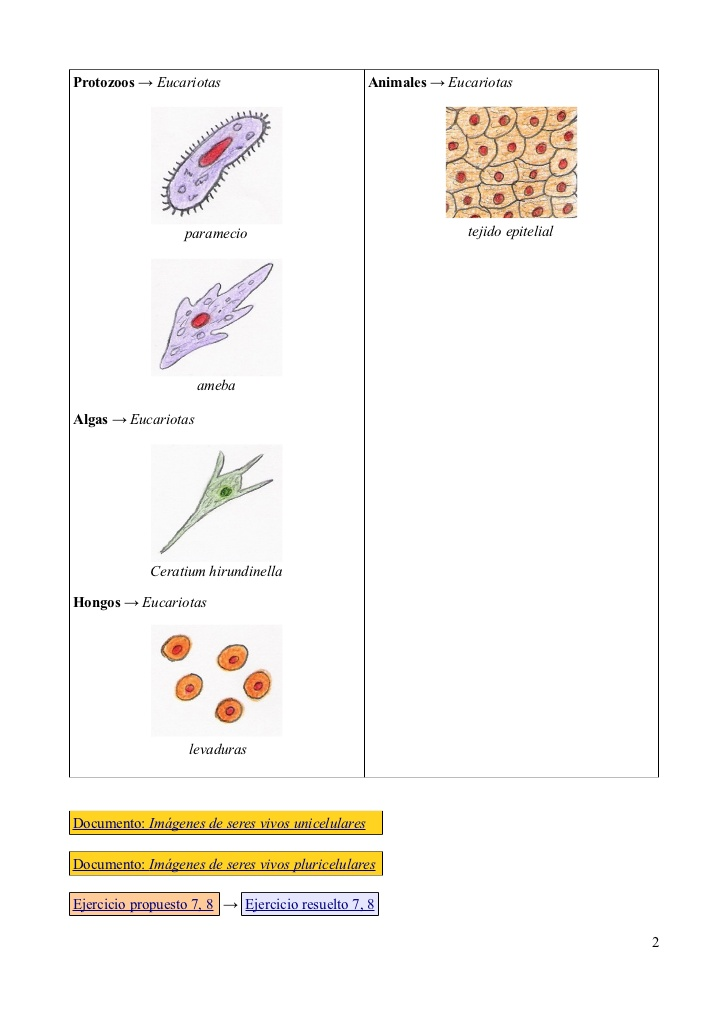 Protozoos → Eucariotas
paramecio
ameba
Algas → Eucariotas
Ceratium hirundinella
Hongos → Eucariotas
levaduras
Animales → Eucariotas
tejido epitelial
Documento: Imágenes de seres vivos unicelulares
Documento: Imágenes de seres vivos pluricelulares
Ejercicio propuesto 7, 8 → Ejercicio resuelto 7, 8
2